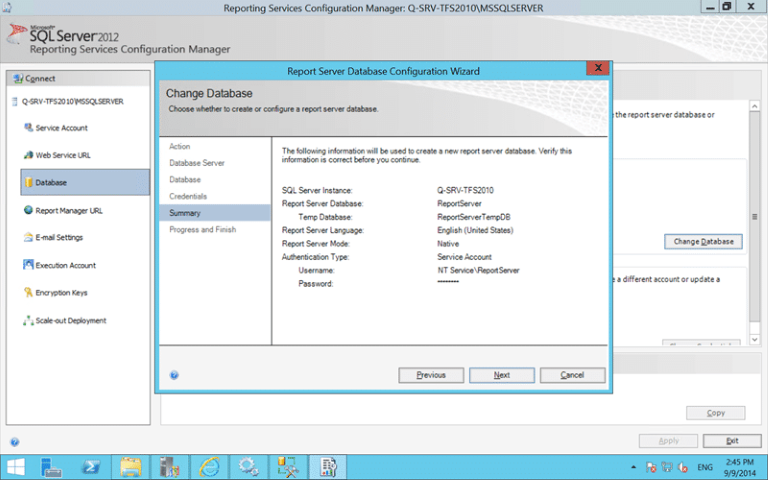 Reporting Services Configuration Manager: Q-SRV-TFS2010\MSSQLSERVER
Microsoft
SQL Server 2012
Reporting Services Configuration Manager
Connect
Q-SRV-TFS2010\MSSQLSERVER
Service Account
Web Service URL
Database
Report Manager URL
E-mail Settings
Execution Account
Encryption Keys
Scale-out Deployment
Report Server Database Configuration Wizard
Change Database
Choose whether to create or configure a report server database.
Action
Database Server
Database
Credentials
Summary
Progress and Finish
The following information will be used to create a new report server database. Verify this
information is correct before you continue.
SQL Server Instance: Q-SRV-TFS2010
Report Server Database: ReportServer
Temp Database: ReportServerTempDB
Report Server Language: English (United States)
Report Server Mode: Native
Authentication Type: Service Account
Username: NT Service\ReportServer
Password: ********
Previous
Next
Cancel
the report server database or
Change Database
e a different account or update a
Copy
Apply
Exit
ENG
2:45 PM
9/9/2014